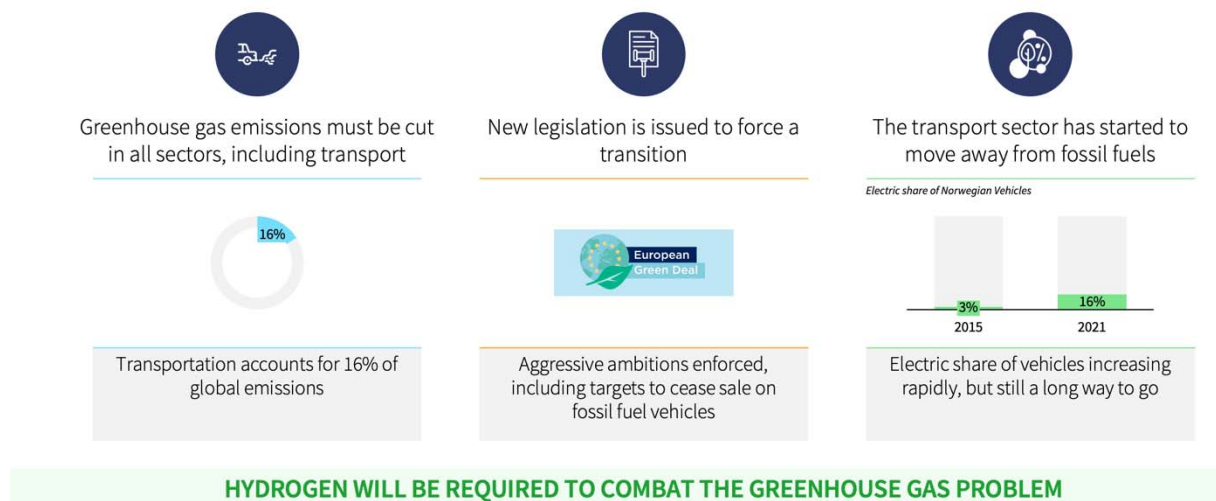 Greenhouse gas emissions must be cut
in all sectors, including transport
16%
Transportation accounts for 16% of
global emissions
New legislation is issued to force a
transition
European
Green Deal
Aggressive ambitions enforced,
including targets to cease sale on
fossil fuel vehicles
%
The transport sector has started to
move away from fossil fuels
Electric share of Norwegian Vehicles
3%
16%
2015
2021
Electric share of vehicles increasing
rapidly, but still a long way to go
HYDROGEN WILL BE REQUIRED TO COMBAT THE GREENHOUSE GAS PROBLEM